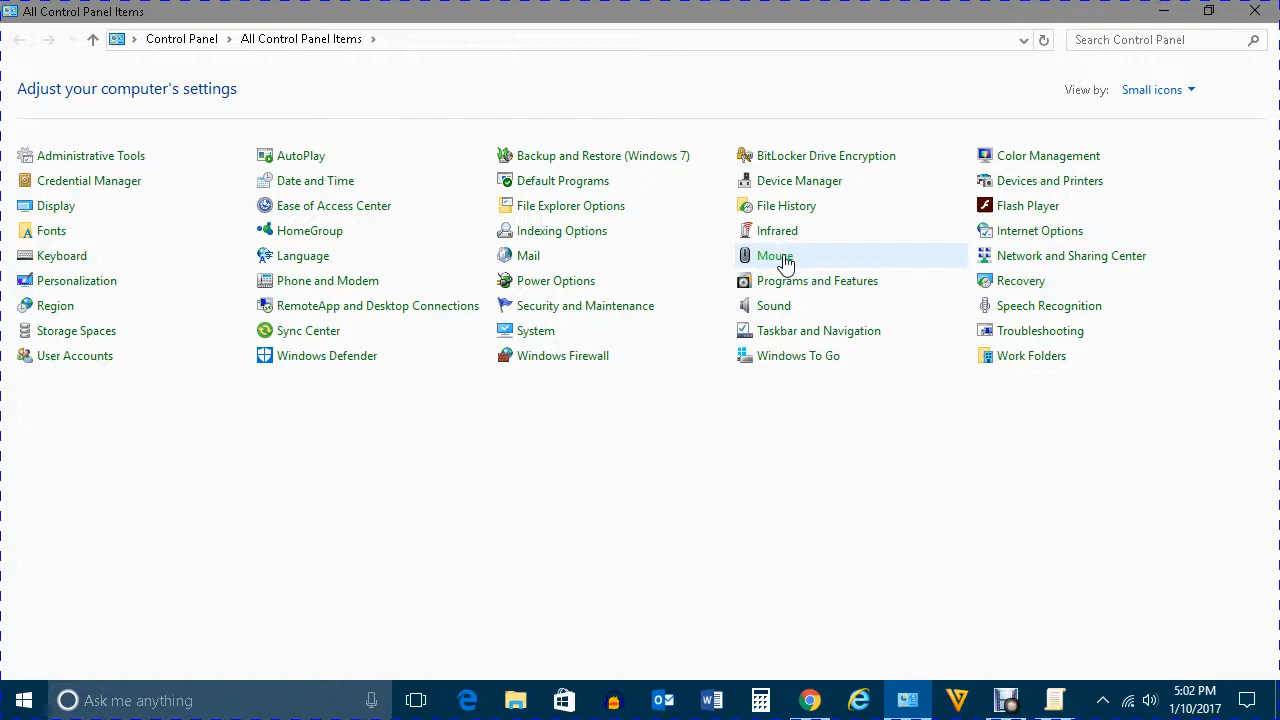 All Control Panel Items
Control Panel > All Control Panel Items >
Search Control Panel
Adjust your computer's settings
View by: Small icons
Administrative Tools
AutoPlay
Backup and Restore (Windows 7)
BitLocker Drive Encryption
Color Management
Credential Manager
Date and Time
Default Programs
Device Manager
Devices and Printers
Display
Ease of Access Center
File Explorer Options
File History
Flash Player
Fonts
HomeGroup
Indexing Options
Infrared
Internet Options
Keyboard
Language
Mail
Mouse
Network and Sharing Center
Personalization
Phone and Modem
Power Options
Programs and Features
Recovery
Region
RemoteApp and Desktop Connections
Security and Maintenance
Sound
Speech Recognition
Storage Spaces
Sync Center
System
Taskbar and Navigation
Troubleshooting
User Accounts
Windows Defender
Windows Firewall
Windows To Go
Work Folders
Ask me anything
5:02 PM
1/10/2017